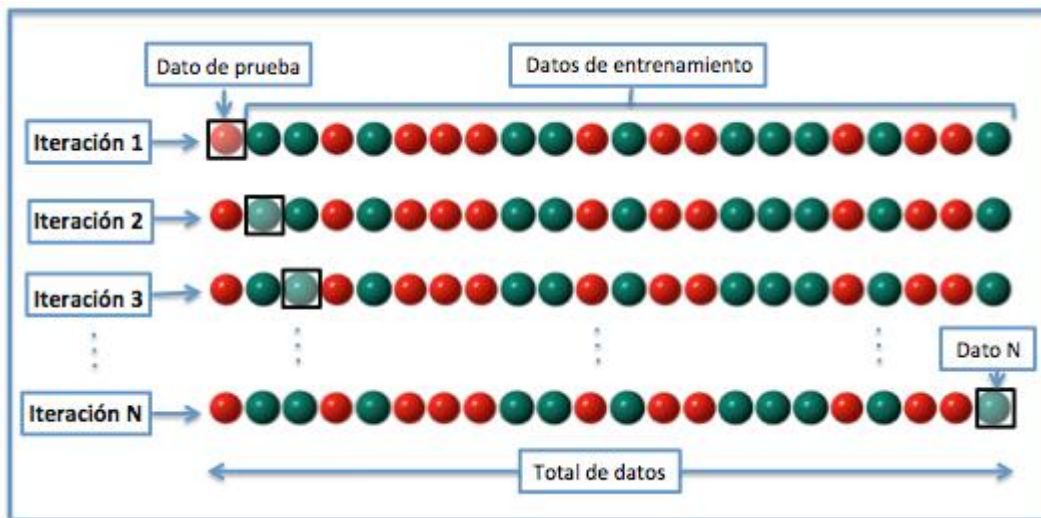 Dato de prueba
Datos de entrenamiento
Iteración 1
Iteración 2
Iteración 3
Dato N
Iteración N
Total de datos